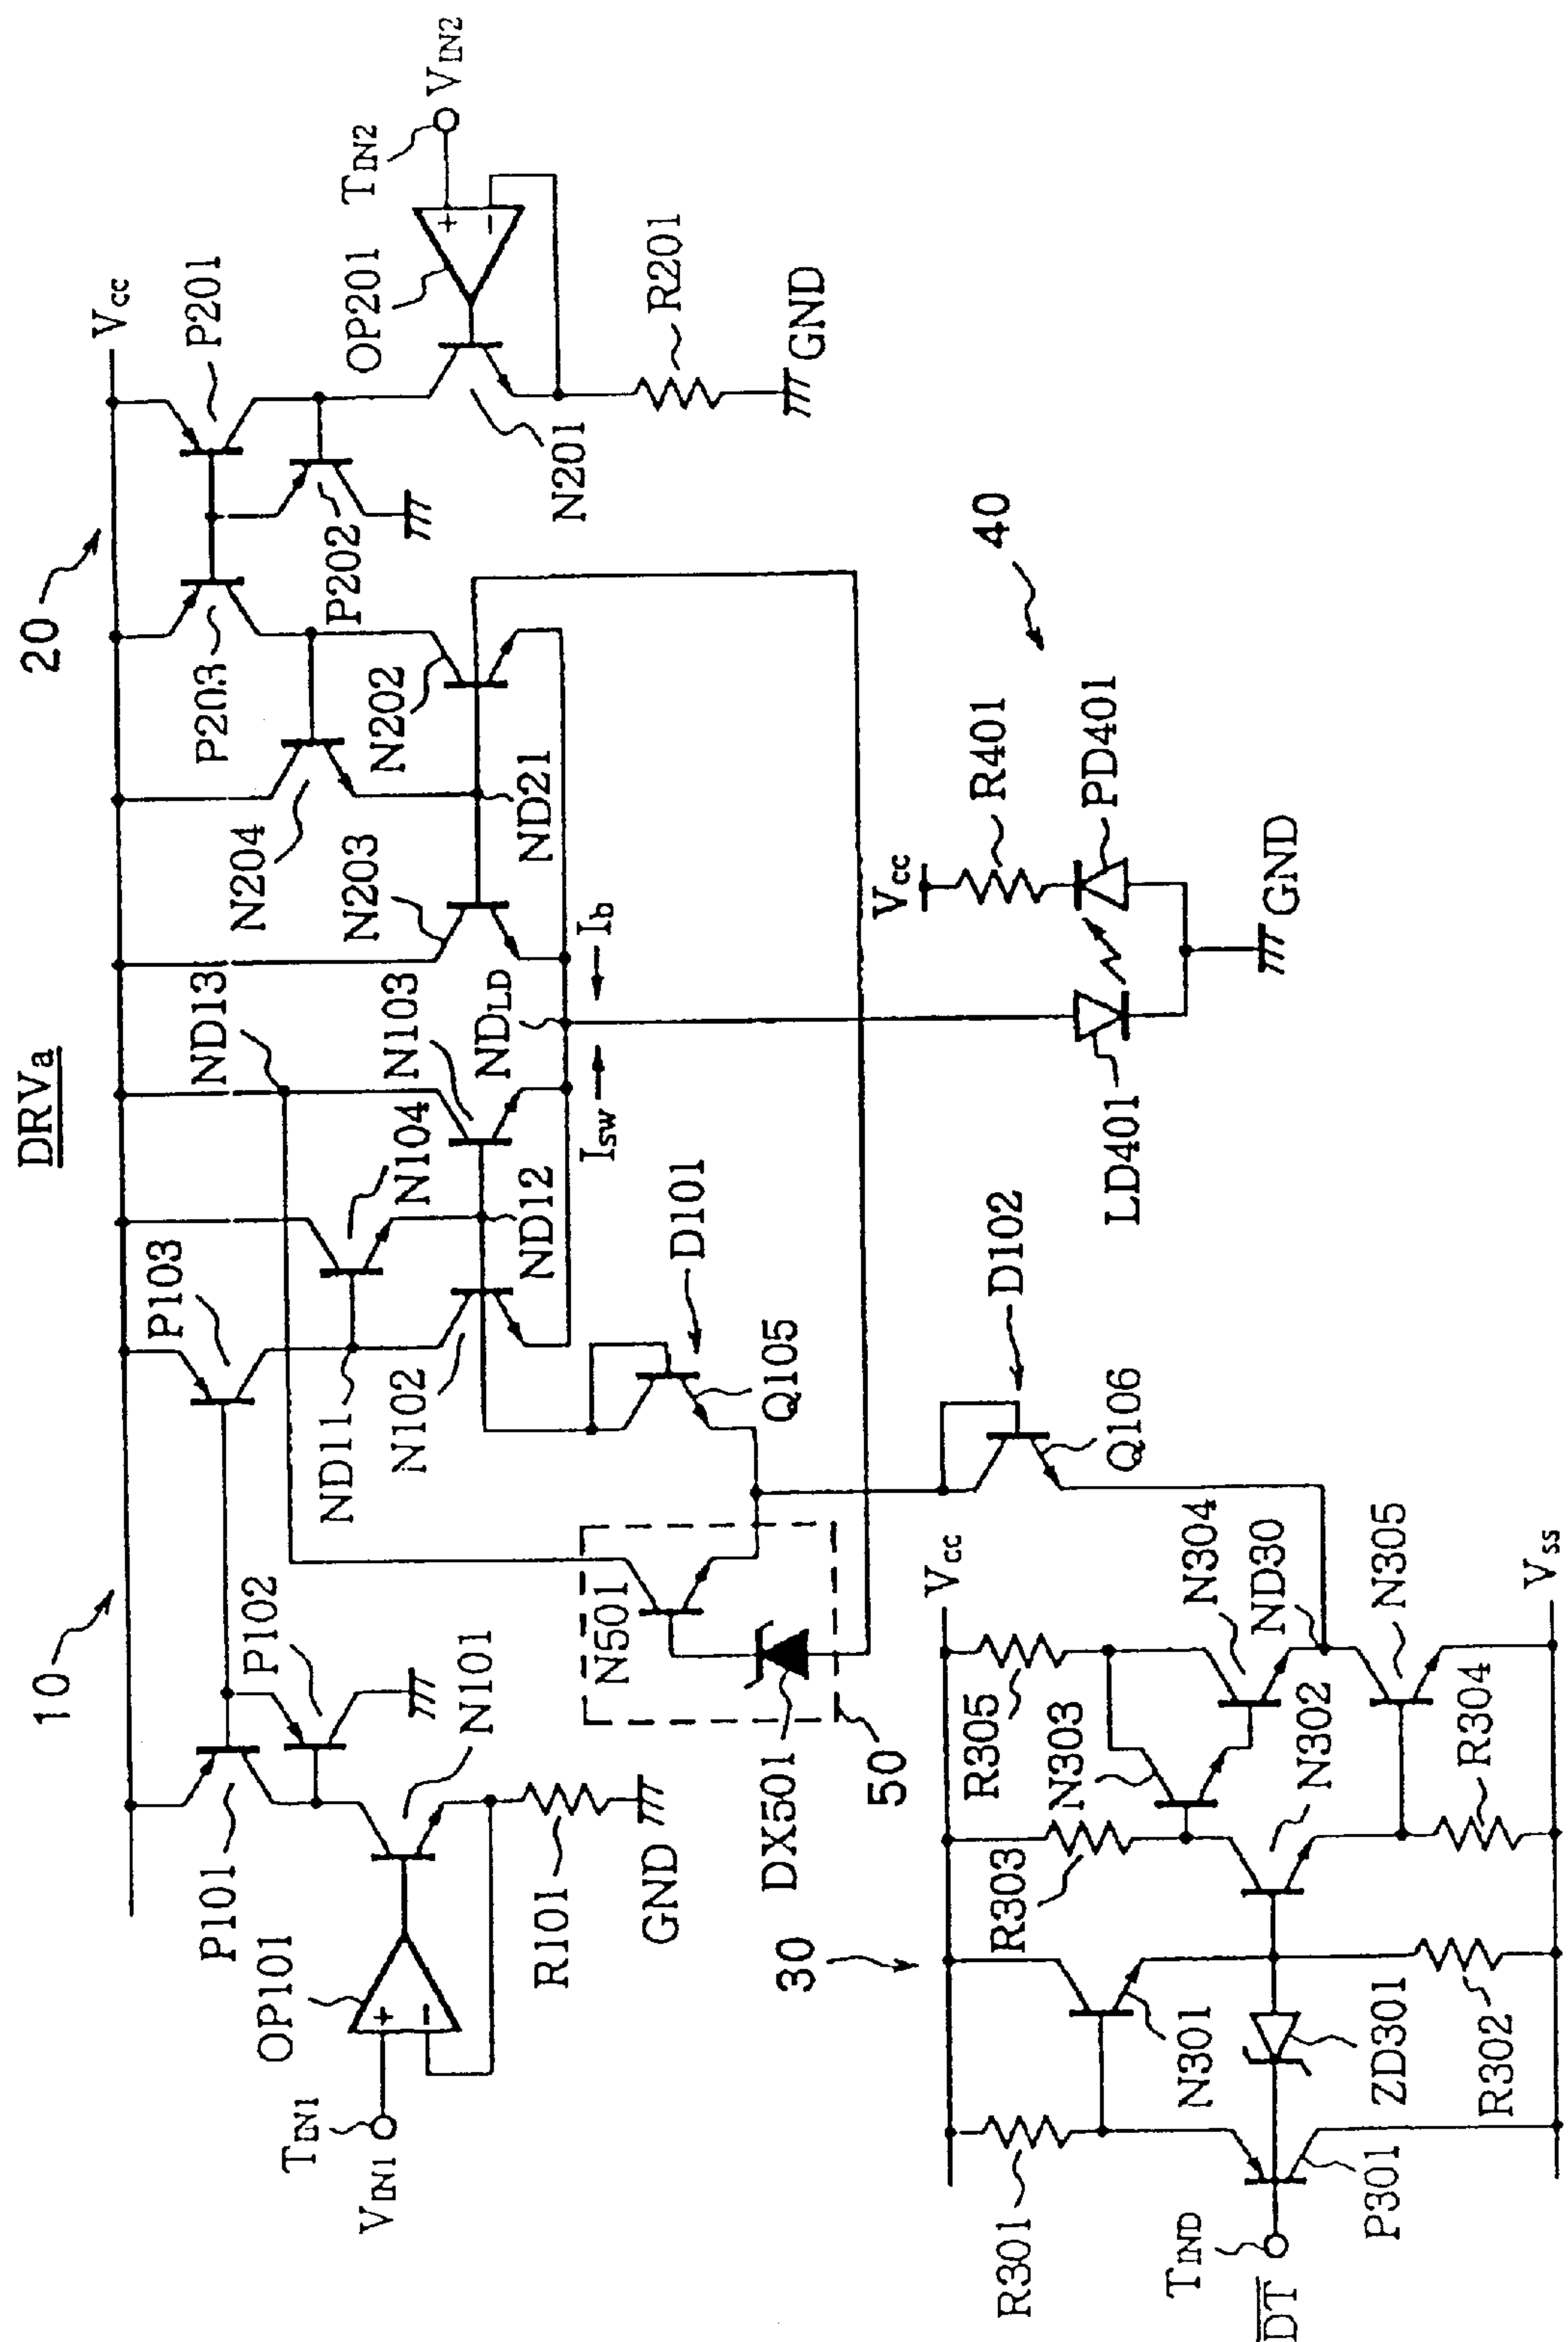 DRVa
10
20
Vcc
P101
P102
P103
ND13
P203
P201
P202
OP101
N101
TIN1
VIN1
R101
GND
ND11
N104
N102
ND12
N103
NDLD
Isw
Ib
N204
N203
N202
ND21
OP201
TIN2
VIN2
N201
R201
GND
N501
DX501
50
D101
Q105
D102
Q106
40
Vcc
R401
PD401
LD401
GND
30
Vcc
R301
N301
R303
N303
R305
N304
ND30
N302
N305
TIND
DT
P301
ZD301
R302
R304
Vss